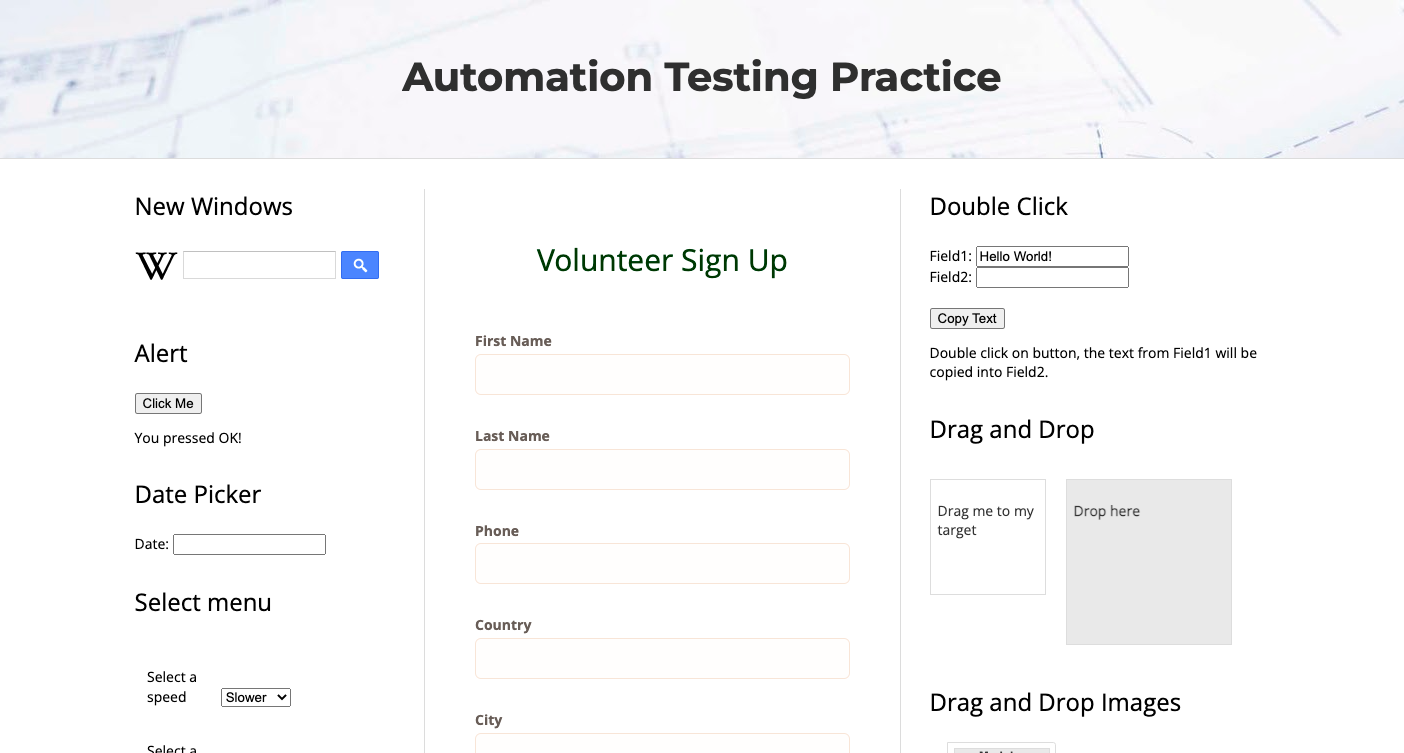 Automation Testing Practice
New Windows
W
Alert
Click Me
You pressed OK!
Date Picker
Date:
Select menu
Select a
speed
Slower
Select a
Volunteer Sign Up
First Name
Last Name
Phone
Country
City
Double Click
Field1: Hello World!
Field2:
Copy Text
Double click on button, the text from Field1 will be
copied into Field2.
Drag and Drop
Drag me to my
target
Drop here
Drag and Drop Images